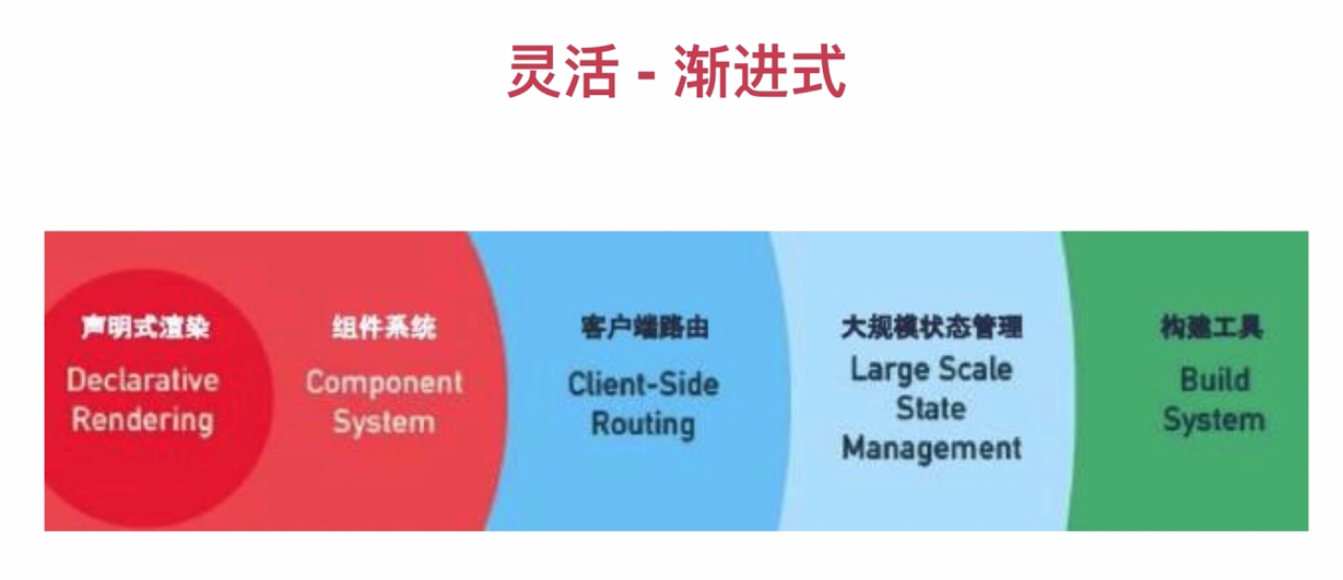 灵活 - 渐进式
声明式渲染
Declarative
Rendering
组件系统
Component
System
客户端路由
Client-Side
Routing
大规模状态管理
Large Scale
State
Management
构建工具
Build
System